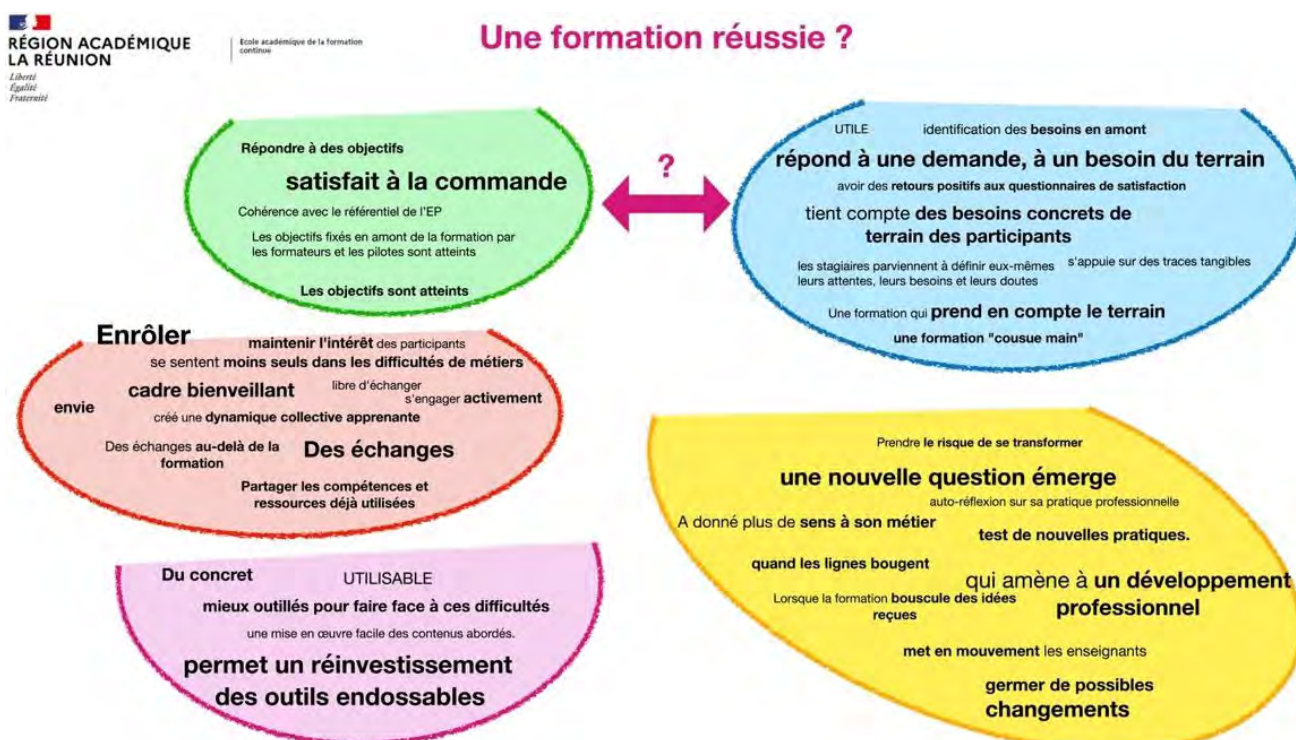 RÉGION ACADÉMIQUE
LA RÉUNION
Liberté
Égalité
Fraternité
Ecole académique de la formation
continue
Une formation réussie ?
Répondre à des objectifs
satisfait à la commande
Cohérence avec le référentiel de l'EP
Les objectifs fixés en amont de la formation par
les formateurs et les pilotes sont atteints
Les objectifs sont atteints
?
UTILE
identification des besoins en amont
répond à une demande, à un besoin du terrain
avoir des retours positifs aux questionnaires de satisfaction
tient compte des besoins concrets de
terrain des participants
les stagiaires parviennent à définir eux-mêmes
leurs attentes, leurs besoins et leurs doutes
s'appuie sur des traces tangibles
Une formation qui prend en compte le terrain
une formation "cousue main"
Enrôler
maintenir l'intérêt des participants
se sentent moins seuls dans les difficultés de métiers
cadre bienveillant
libre d'échanger
s'engager activement
envie
créé une dynamique collective apprenante
Des échanges au-delà de la
formation
Des échanges
Partager les compétences et
ressources déjà utilisées
Prendre le risque de se transformer
une nouvelle question émerge
auto-réflexion sur sa pratique professionnelle
A donné plus de sens à son métier
test de nouvelles pratiques.
quand les lignes bougent
qui amène à un développement
professionnel
Lorsque la formation bouscule des idées
reçues
met en mouvement les enseignants
germer de possibles
changements
Du concret
UTILISABLE
mieux outillés pour faire face à ces difficultés
une mise en œuvre facile des contenus abordés.
permet un réinvestissement
des outils endossables